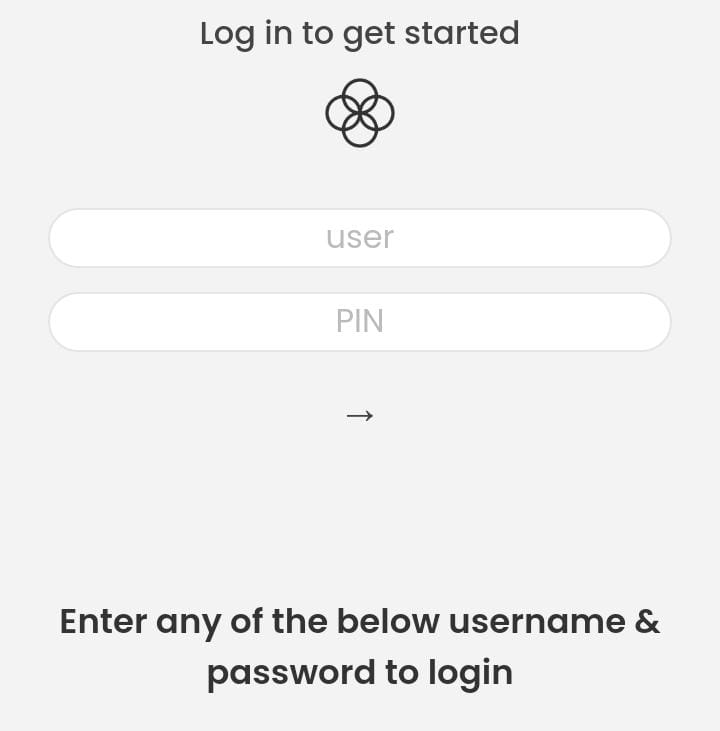 Log in to get started
user
PIN
→
Enter any of the below username &
password to login